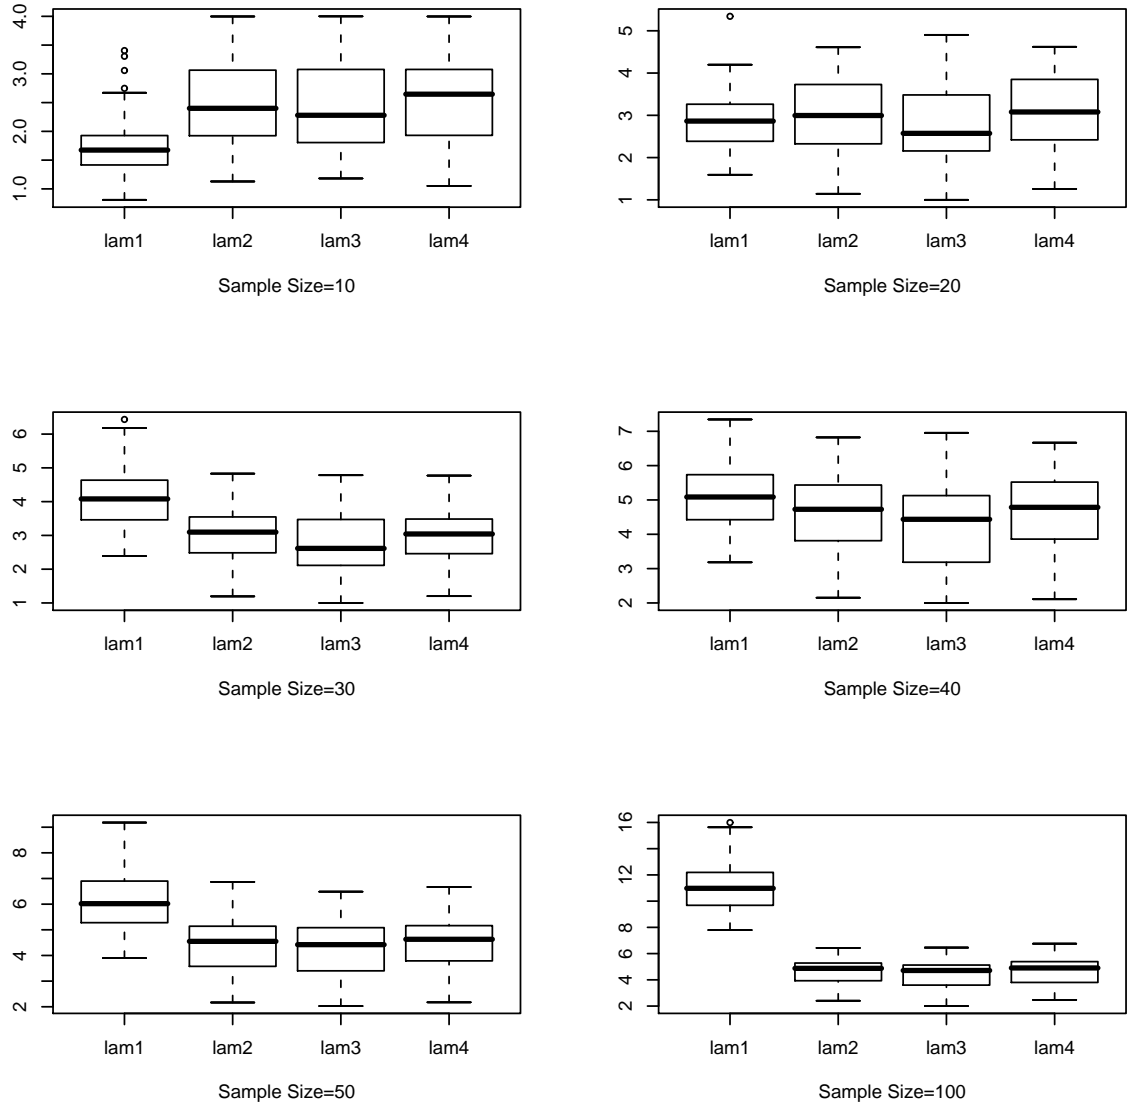 4.0
3.0
2.0
1.0
lam1 lam2 lam3 lam4
Sample Size=10
5
4
3
2
1
lam1 lam2 lam3 lam4
Sample Size=20
6
5
4
3
2
1
lam1 lam2 lam3 lam4
Sample Size=30
7
6
5
4
3
2
lam1 lam2 lam3 lam4
Sample Size=40
8
6
4
2
lam1 lam2 lam3 lam4
Sample Size=50
16
12
8
6
4
2
lam1 lam2 lam3 lam4
Sample Size=100